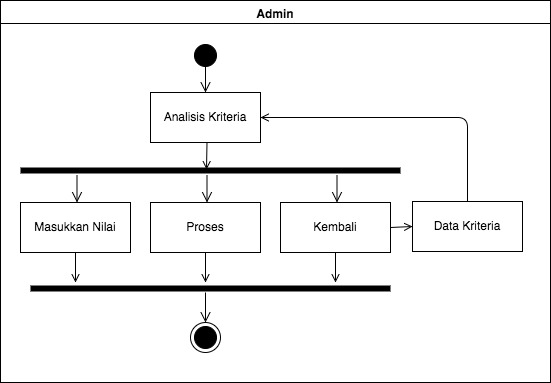 Admin
Analisis Kriteria
Masukkan Nilai
Proses
Kembali
Data Kriteria